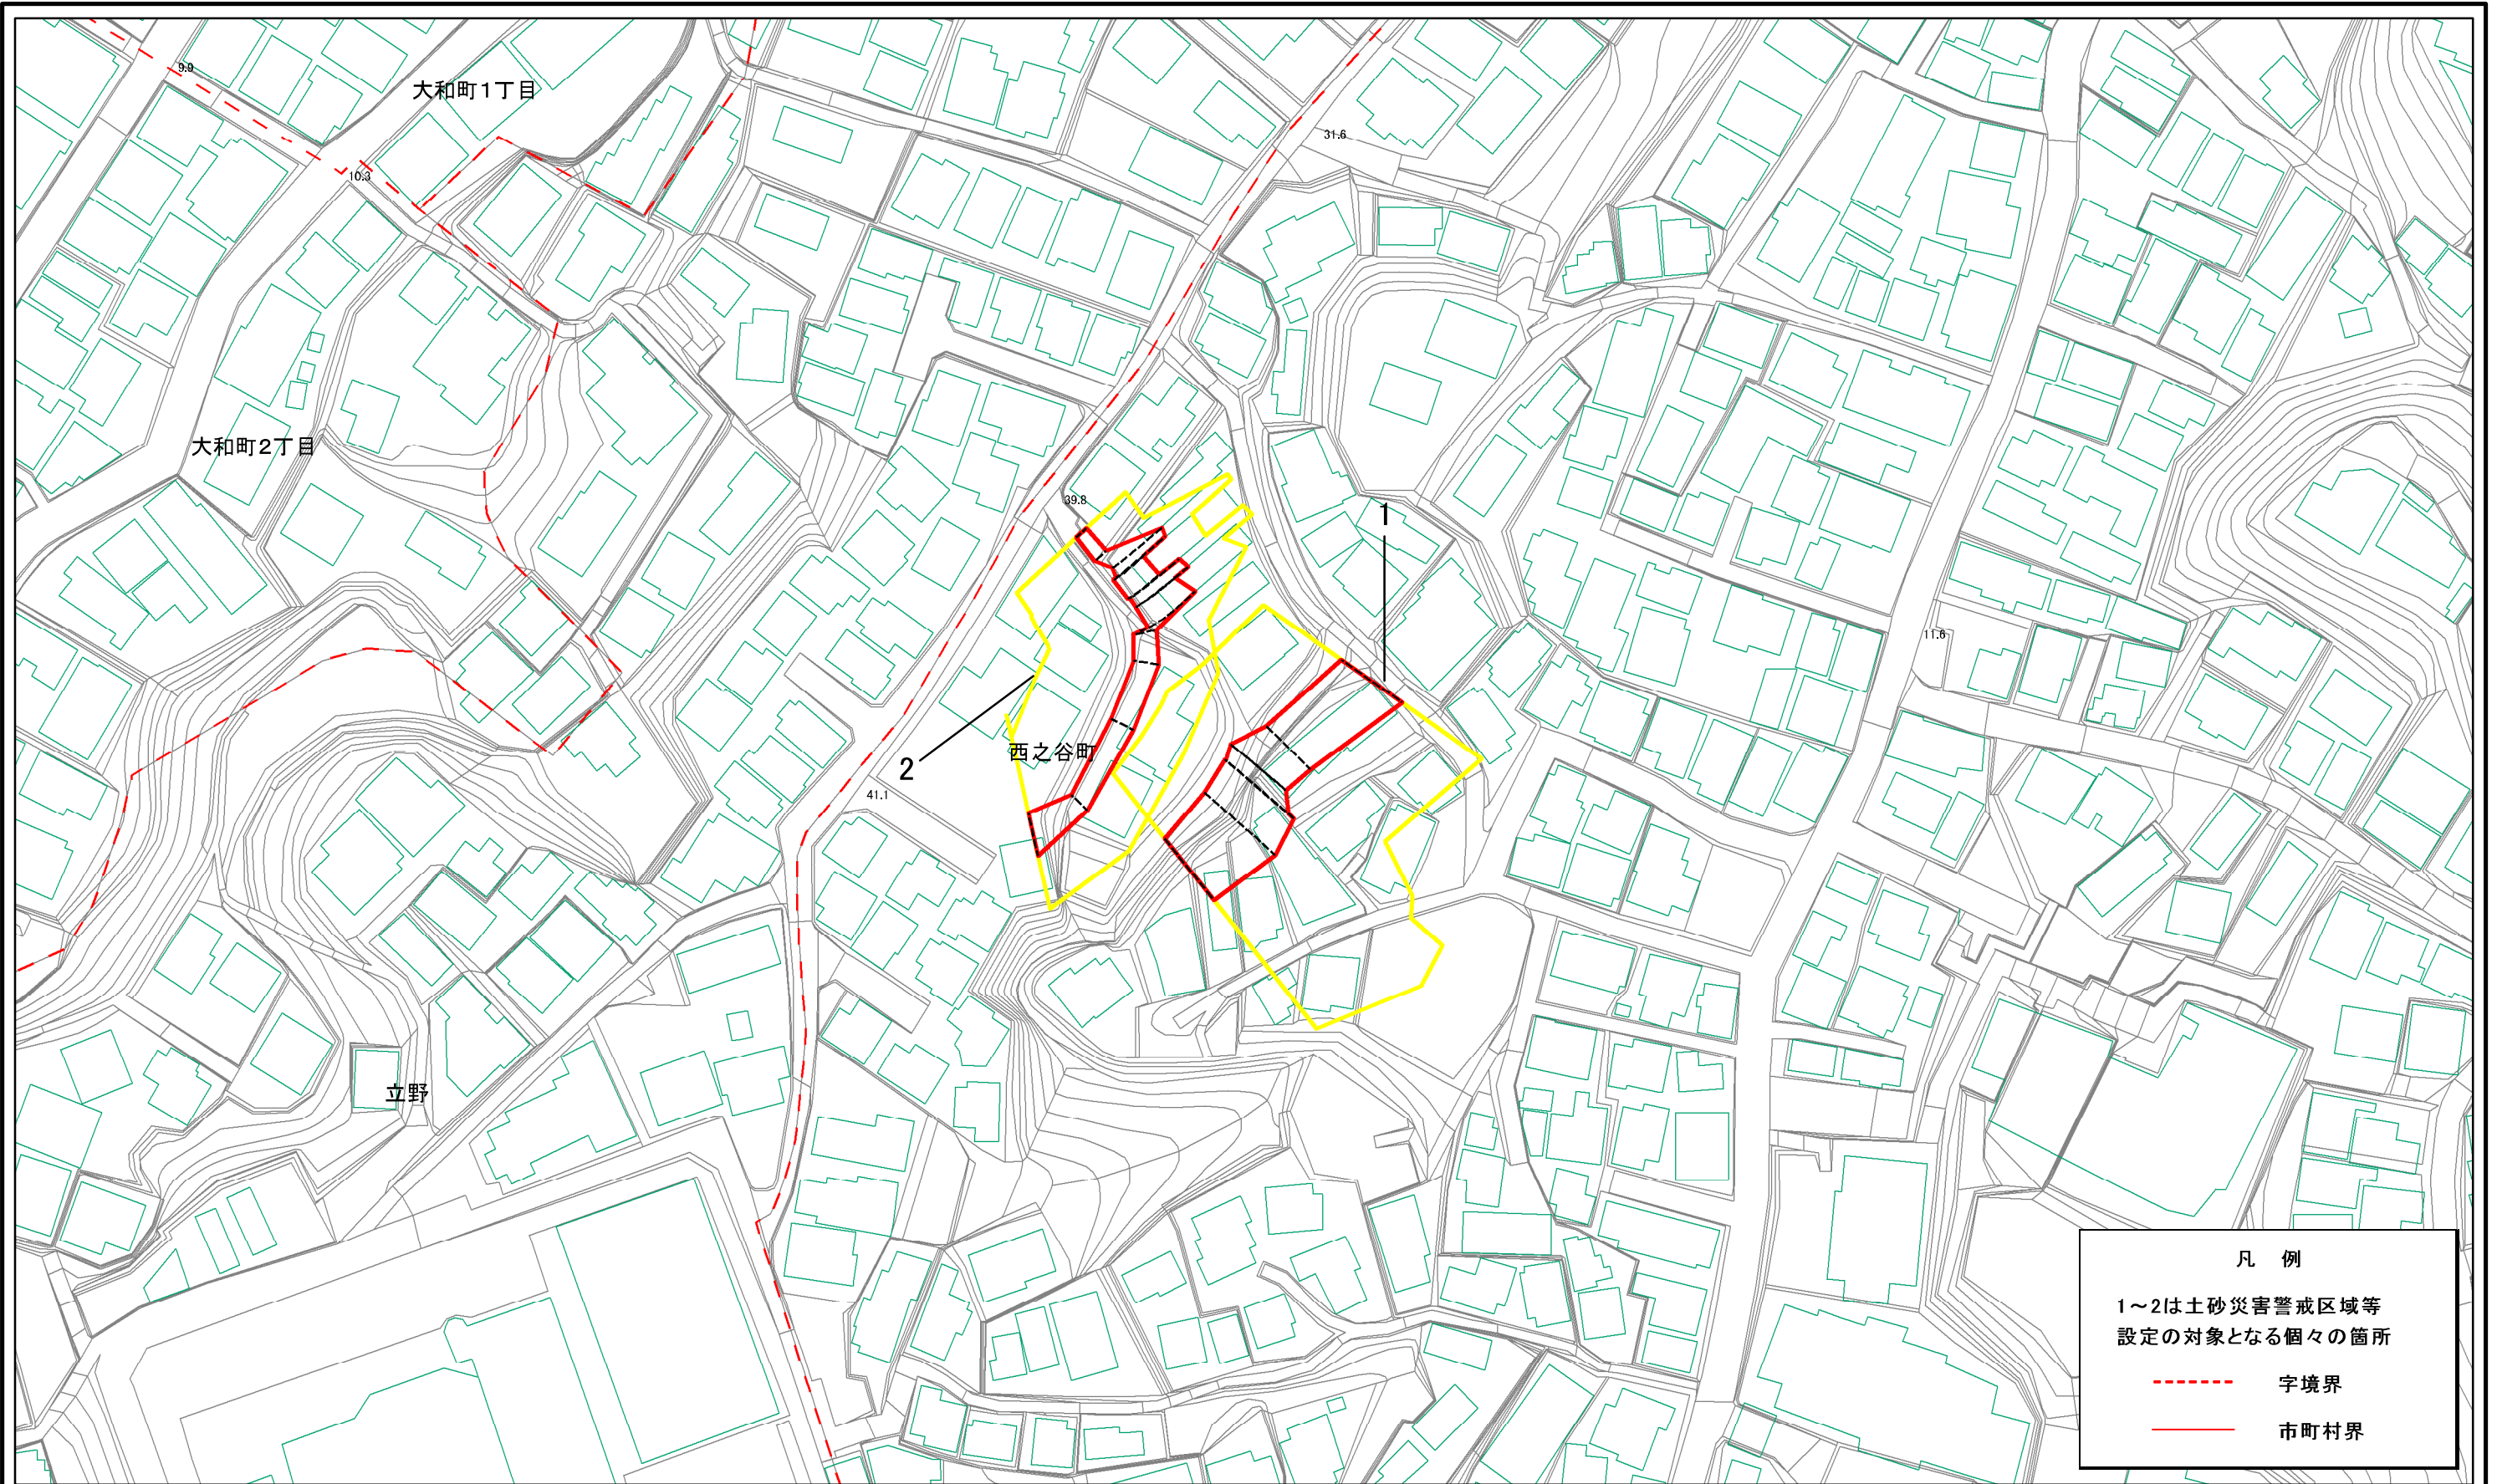 9.9
大和町1丁目
31.6
10.3
大和町2丁目
39.8
1
11.6
西之谷町
2
41.1
立野
凡 例
1～2は土砂災害警戒区域等
設定の対象となる個々の箇所
字境界
市町村界